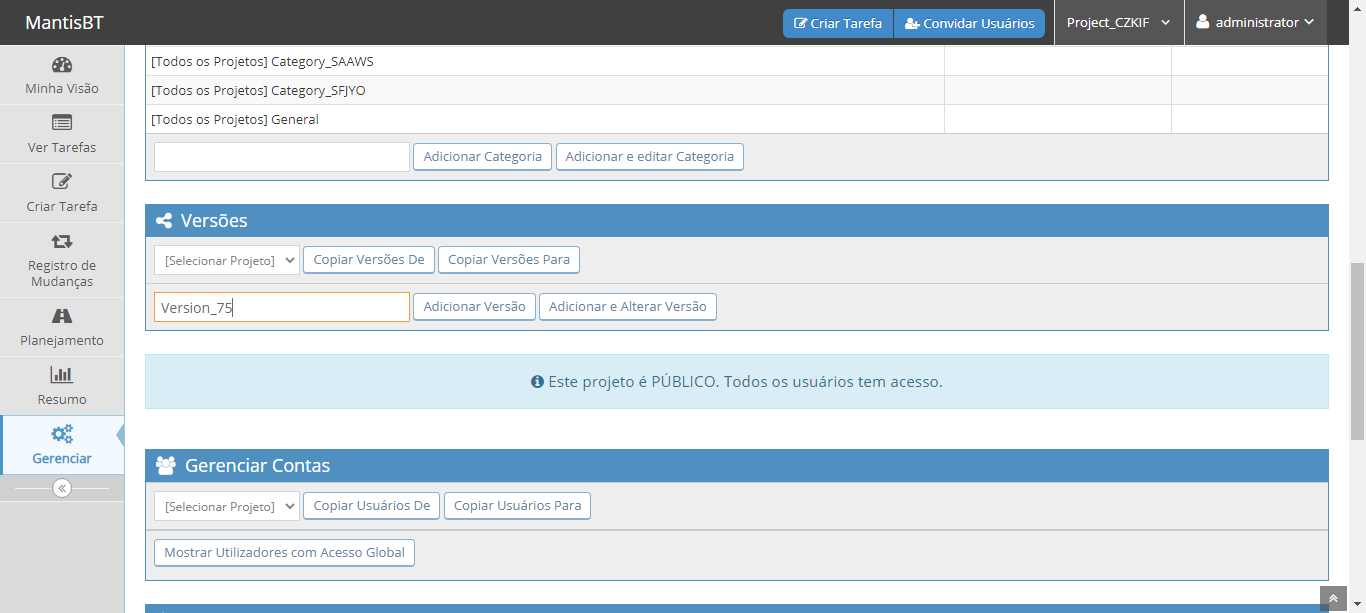 MantisBT
Criar Tarefa
Convidar Usuários
Project_CZKIF
administrator
Minha Visão
Ver Tarefas
Criar Tarefa
Registro de
Mudanças
Planejamento
Resumo
Gerenciar
[Todos os Projetos] Category_SAAWS
[Todos os Projetos] Category_SFJYO
[Todos os Projetos] General
Adicionar Categoria
Adicionar e editar Categoria
Versões
[Selecionar Projeto]
Copiar Versões De
Copiar Versões Para
Version_75
Adicionar Versão
Adicionar e Alterar Versão
Este projeto é PÚBLICO. Todos os usuários tem acesso.
Gerenciar Contas
[Selecionar Projeto]
Copiar Usuários De
Copiar Usuários Para
Mostrar Utilizadores com Acesso Global